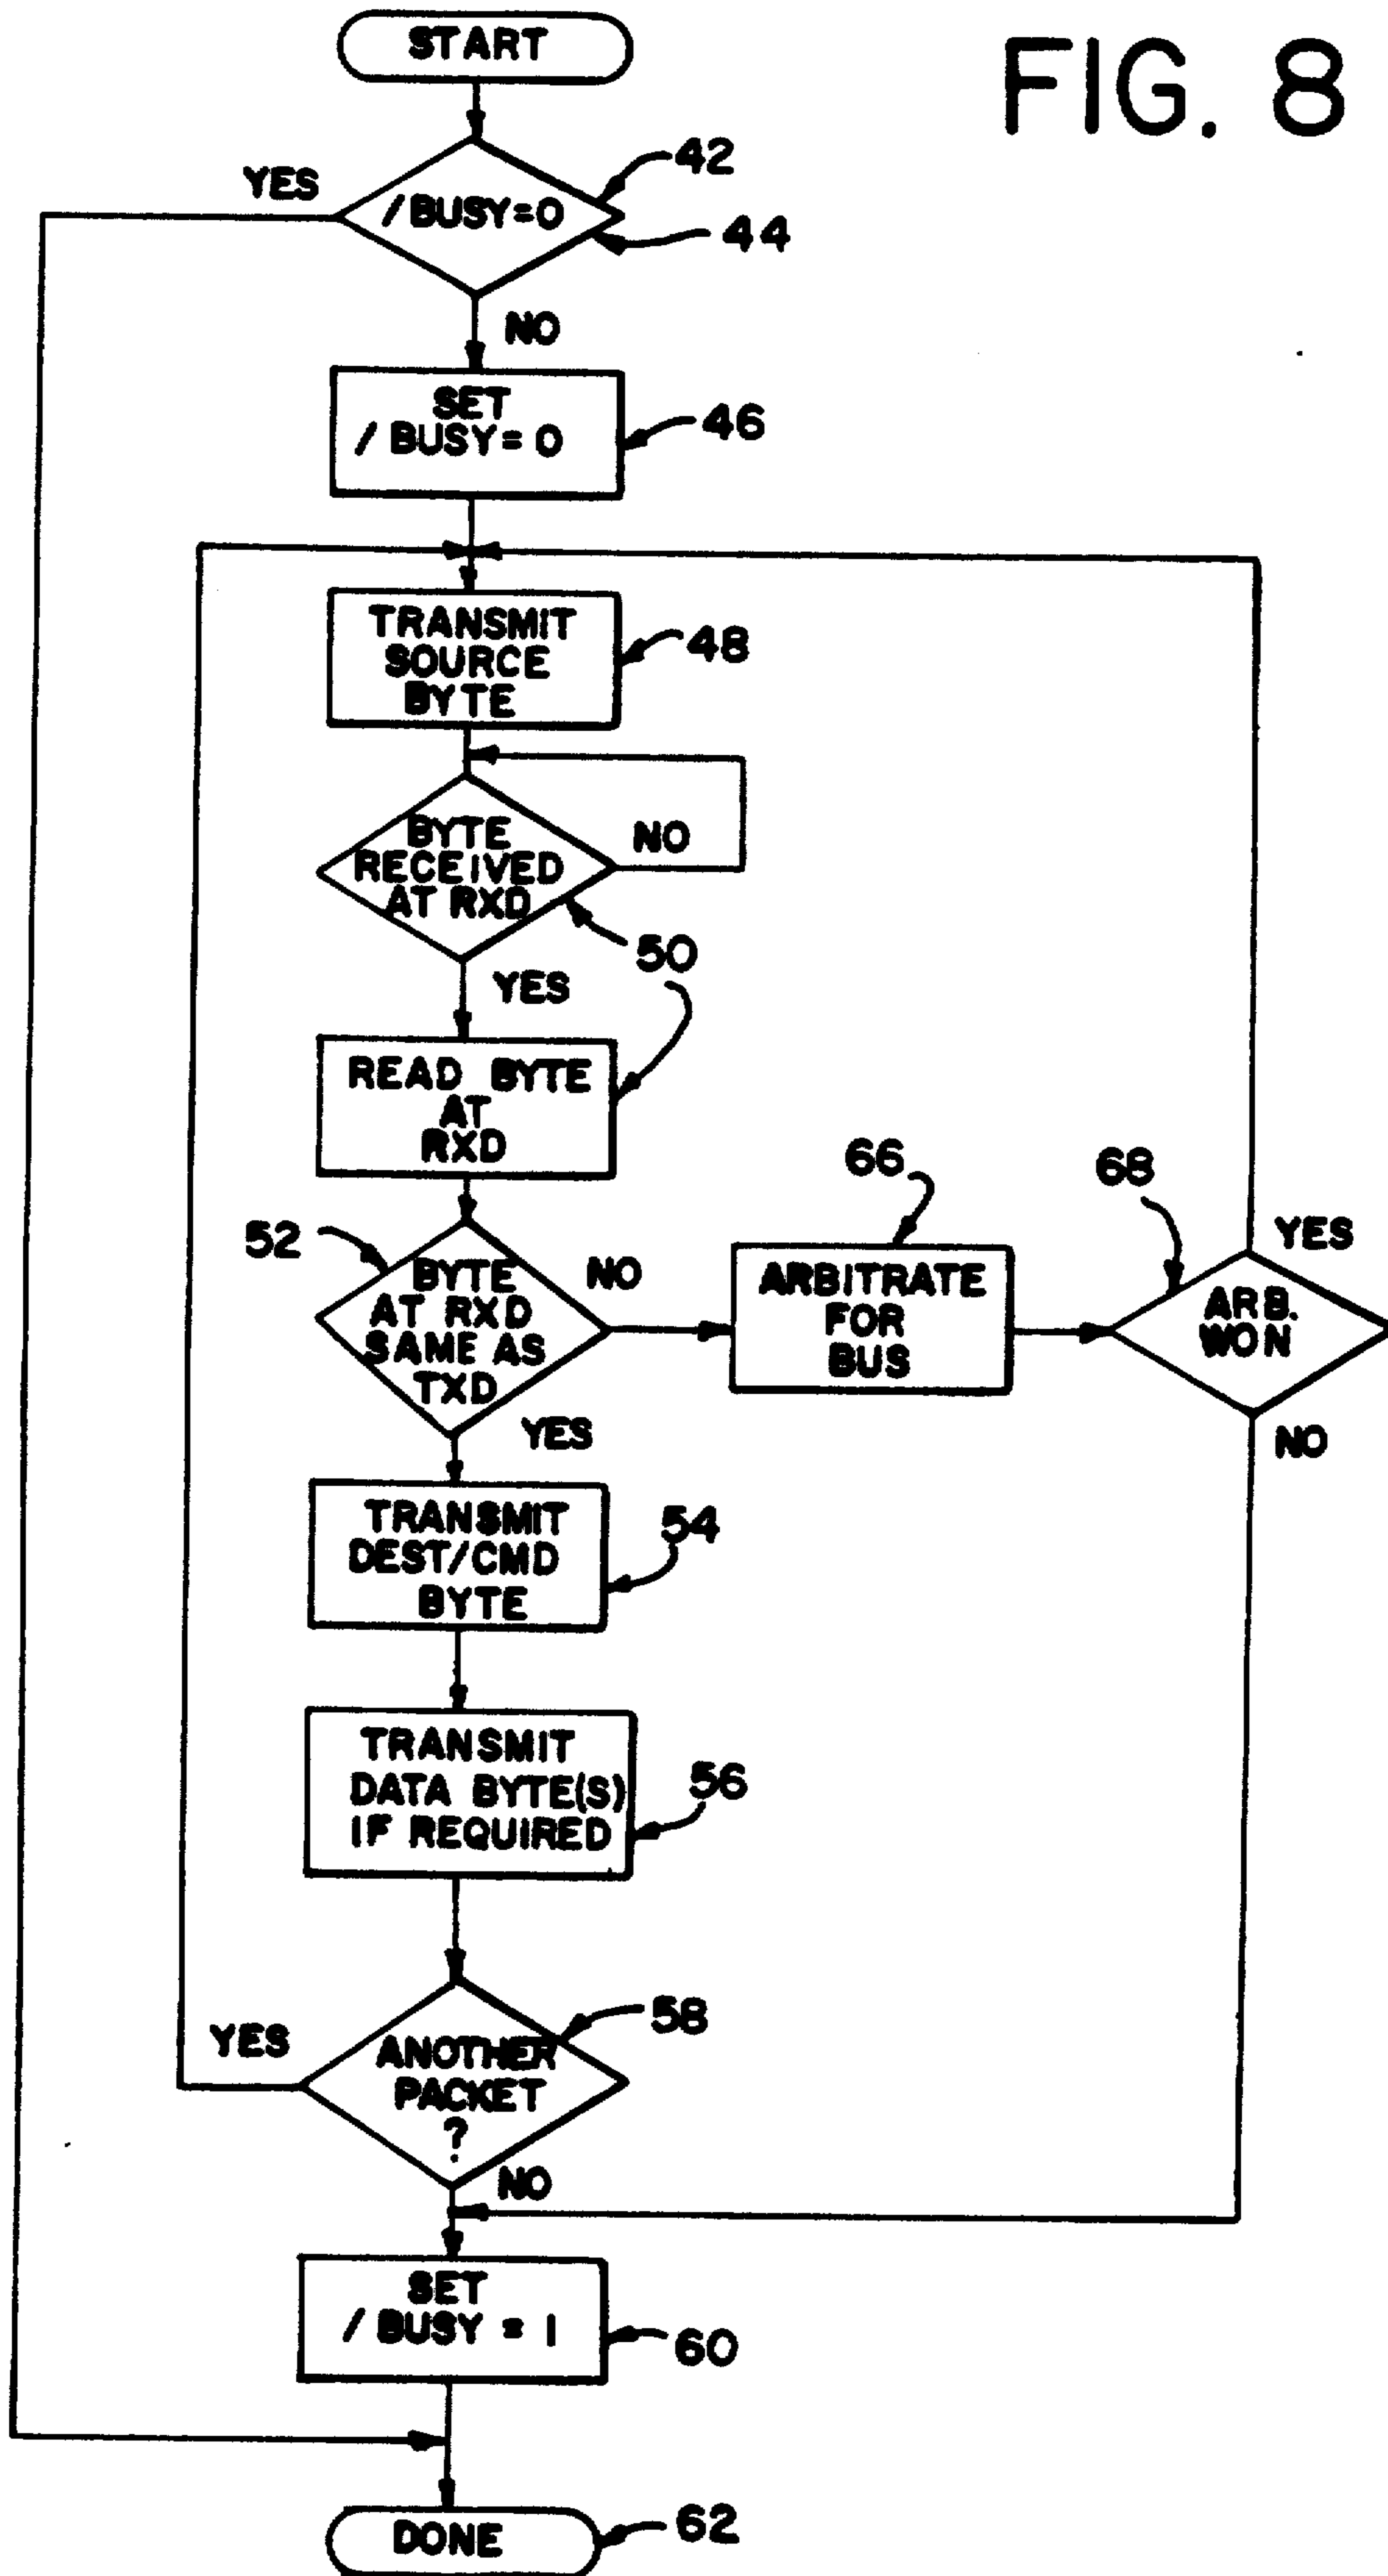 START
FIG. 8
YES
/ BUSY=0
42
44
NO
SET
/ BUSY= 0
46
TRANSMIT
SOURCE
BYTE
48
BYTE
RECEIVED
AT RXD
NO
50
YES
READ BYTE
AT
RXD
52
BYTE
AT RXD
SAME AS
TXD
NO
66
ARBITRATE
FOR
BUS
68
YES
ARB.
WON
NO
YES
TRANSMIT
DEST/CMD
BYTE
54
TRANSMIT
DATA BYTE(S)
IF REQUIRED
56
YES
ANOTHER
PACKET
?
58
NO
SET
/ BUSY = 1
60
DONE
62